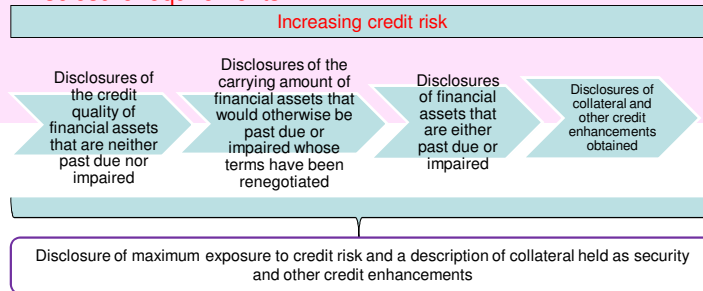 Increasing credit risk
Disclosures of
the credit
quality of
financial assets
that are neither
past due nor
impaired
Disclosures of the
carrying amount of
financial assets that
would otherwise be
past due or
impaired whose
terms have been
renegotiated
Disclosures
of financial
assets that
are either
past due or
impaired
Disclosures of
collateral and
other credit
enhancements
obtained
Disclosure of maximum exposure to credit risk and a description of collateral held as security
and other credit enhancements